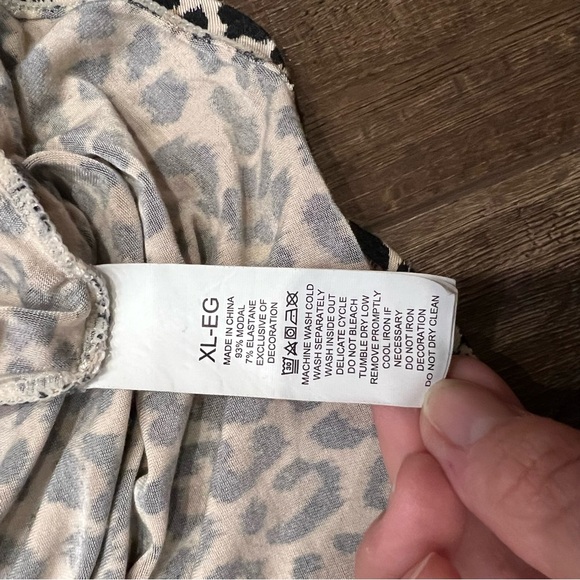 XL-EG
MADE IN CHINA
93% MODAL
7% ELASTANE
EXCLUSIVE OF
DECORATION
30
MACHINE WASH COLD
WASH SEPARATELY
WASH INSIDE OUT
DELICATE CYCLE
DO NOT BLEACH
TUMBLE DRY LOW
REMOVE PROMPTLY
COOL IRON IF
NECESSARY
DO NOT IRON
DECORATION
DO NOT DRY CLEAN